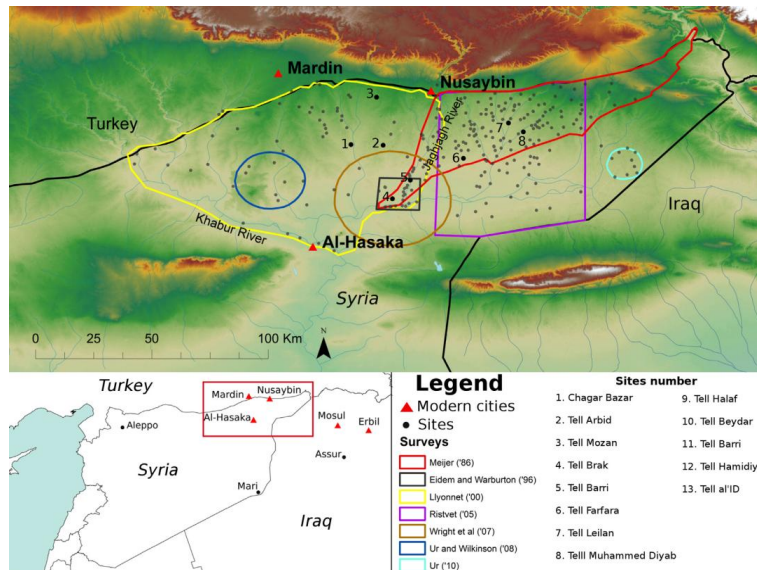 Mardin
Nusaybin
3
Turkey
7
1
2
8
Jaghjagh River
6
5
4
Khabur River
Iraq
Al-Hasaka
Syria
0 25 50 100 Km
N
Turkey
Mardin Nusaybin
Al-Hasaka
Aleppo
Mosul
Erbil
Assur
Syria
Mari
Iraq
Legend
Modern cities
Sites
Surveys
Meijer ('86)
Eidem and Warburton ('96)
Llyonnet ('00)
Ristvet ('05)
Wright et al ('07)
Ur and Wilkinson ('08)
Ur ('10)
Sites number
1. Chagar Bazar
2. Tell Arbid
3. Tell Mozan
4. Tell Brak
5. Tell Barri
6. Tell Farfara
7. Tell Leilan
8. Telll Muhammed Diyab
9. Tell Halaf
10. Tell Beydar
11. Tell Barri
12. Tell Hamidiy
13. Tell al'ID